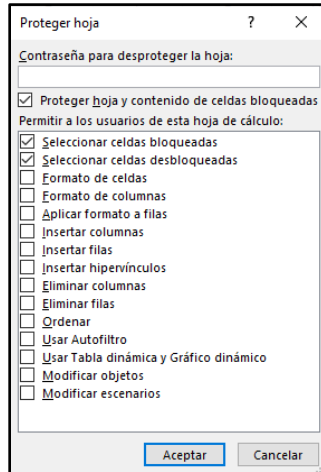 Proteger hoja ? ×
Contraseña para desproteger la hoja:
Proteger hoja y contenido de celdas bloqueadas
Permitir a los usuarios de esta hoja de cálculo:
Seleccionar celdas bloqueadas
Seleccionar celdas desbloqueadas
Formato de celdas
Formato de columnas
Aplicar formato a filas
Insertar columnas
Insertar filas
Insertar hipervínculos
Eliminar columnas
Eliminar filas
Ordenar
Usar Autofiltro
Usar Tabla dinámica y Gráfico dinámico
Modificar objetos
Modificar escenarios
Aceptar Cancelar